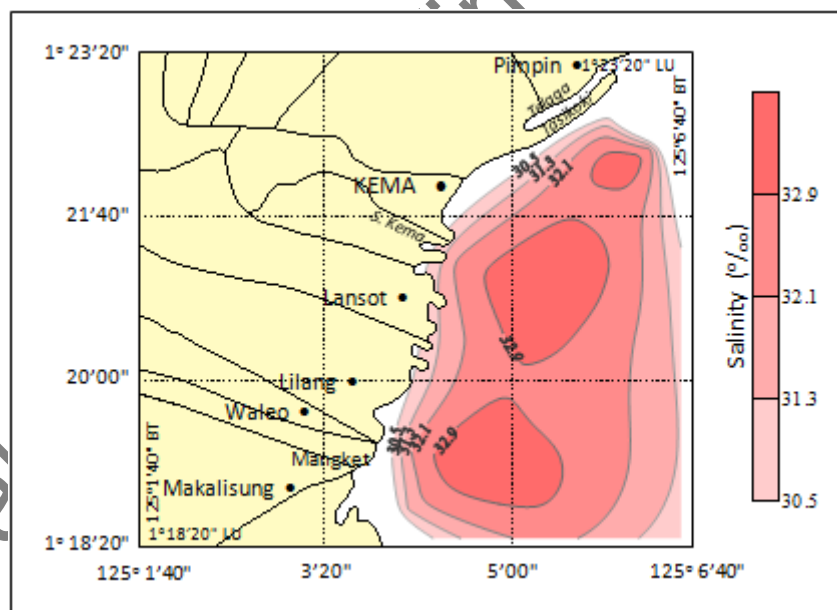 1° 23'20"
Pimpin
1°23'20" LU
Telaga
Tasikoki
125° 6'40" BT
30.5
31.3
32.1
KEMA
21'40"
S. Kema
Lansot
32.9
20'00"
Lilang
Waleo
30.5
31.3
32.1
32.9
Mangket
Makalisung
125°1'40" BT
1°18'20" LU
1° 18'20"
125° 1'40"
3'20"
5'00"
125° 6'40"
Salinity (°/₀₀)
32.9
32.1
31.3
30.5